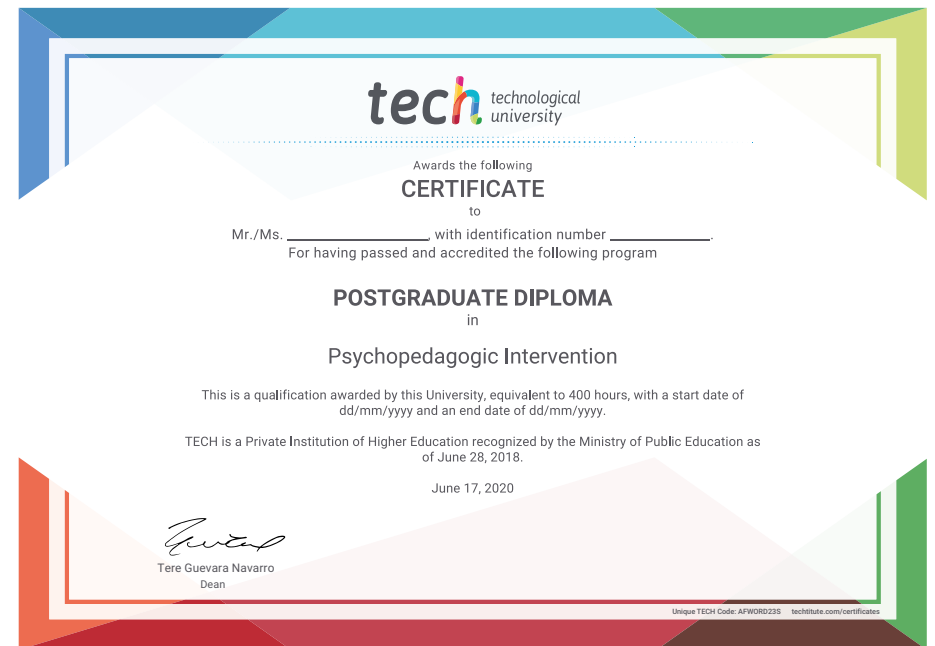 tech technological
university
Awards the following
CERTIFICATE
to
Mr./Ms. ____________, with identification number ____________.
For having passed and accredited the following program
POSTGRADUATE DIPLOMA
in
Psychopedagogic Intervention
This is a qualification awarded by this University, equivalent to 400 hours, with a start date of
dd/mm/yyyy and an end date of dd/mm/yyyy.
TECH is a Private Institution of Higher Education recognized by the Ministry of Public Education as
of June 28, 2018.
June 17, 2020
Tere Guevara Navarro
Dean
Unique TECH Code: AFWORD23S techtitute.com/certificates